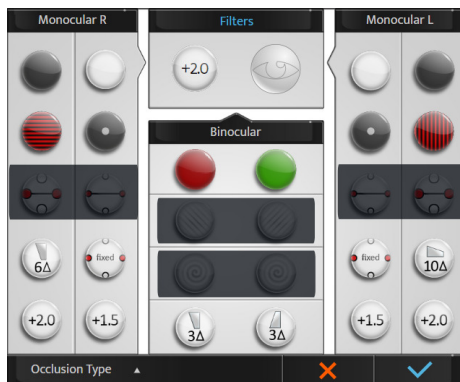 Monocular R
Filters
Monocular L
+2.0
Binocular
6Δ
fixed
+2.0
+1.5
3Δ
3Δ
fixed
10Δ
+1.5
+2.0
Occlusion Type